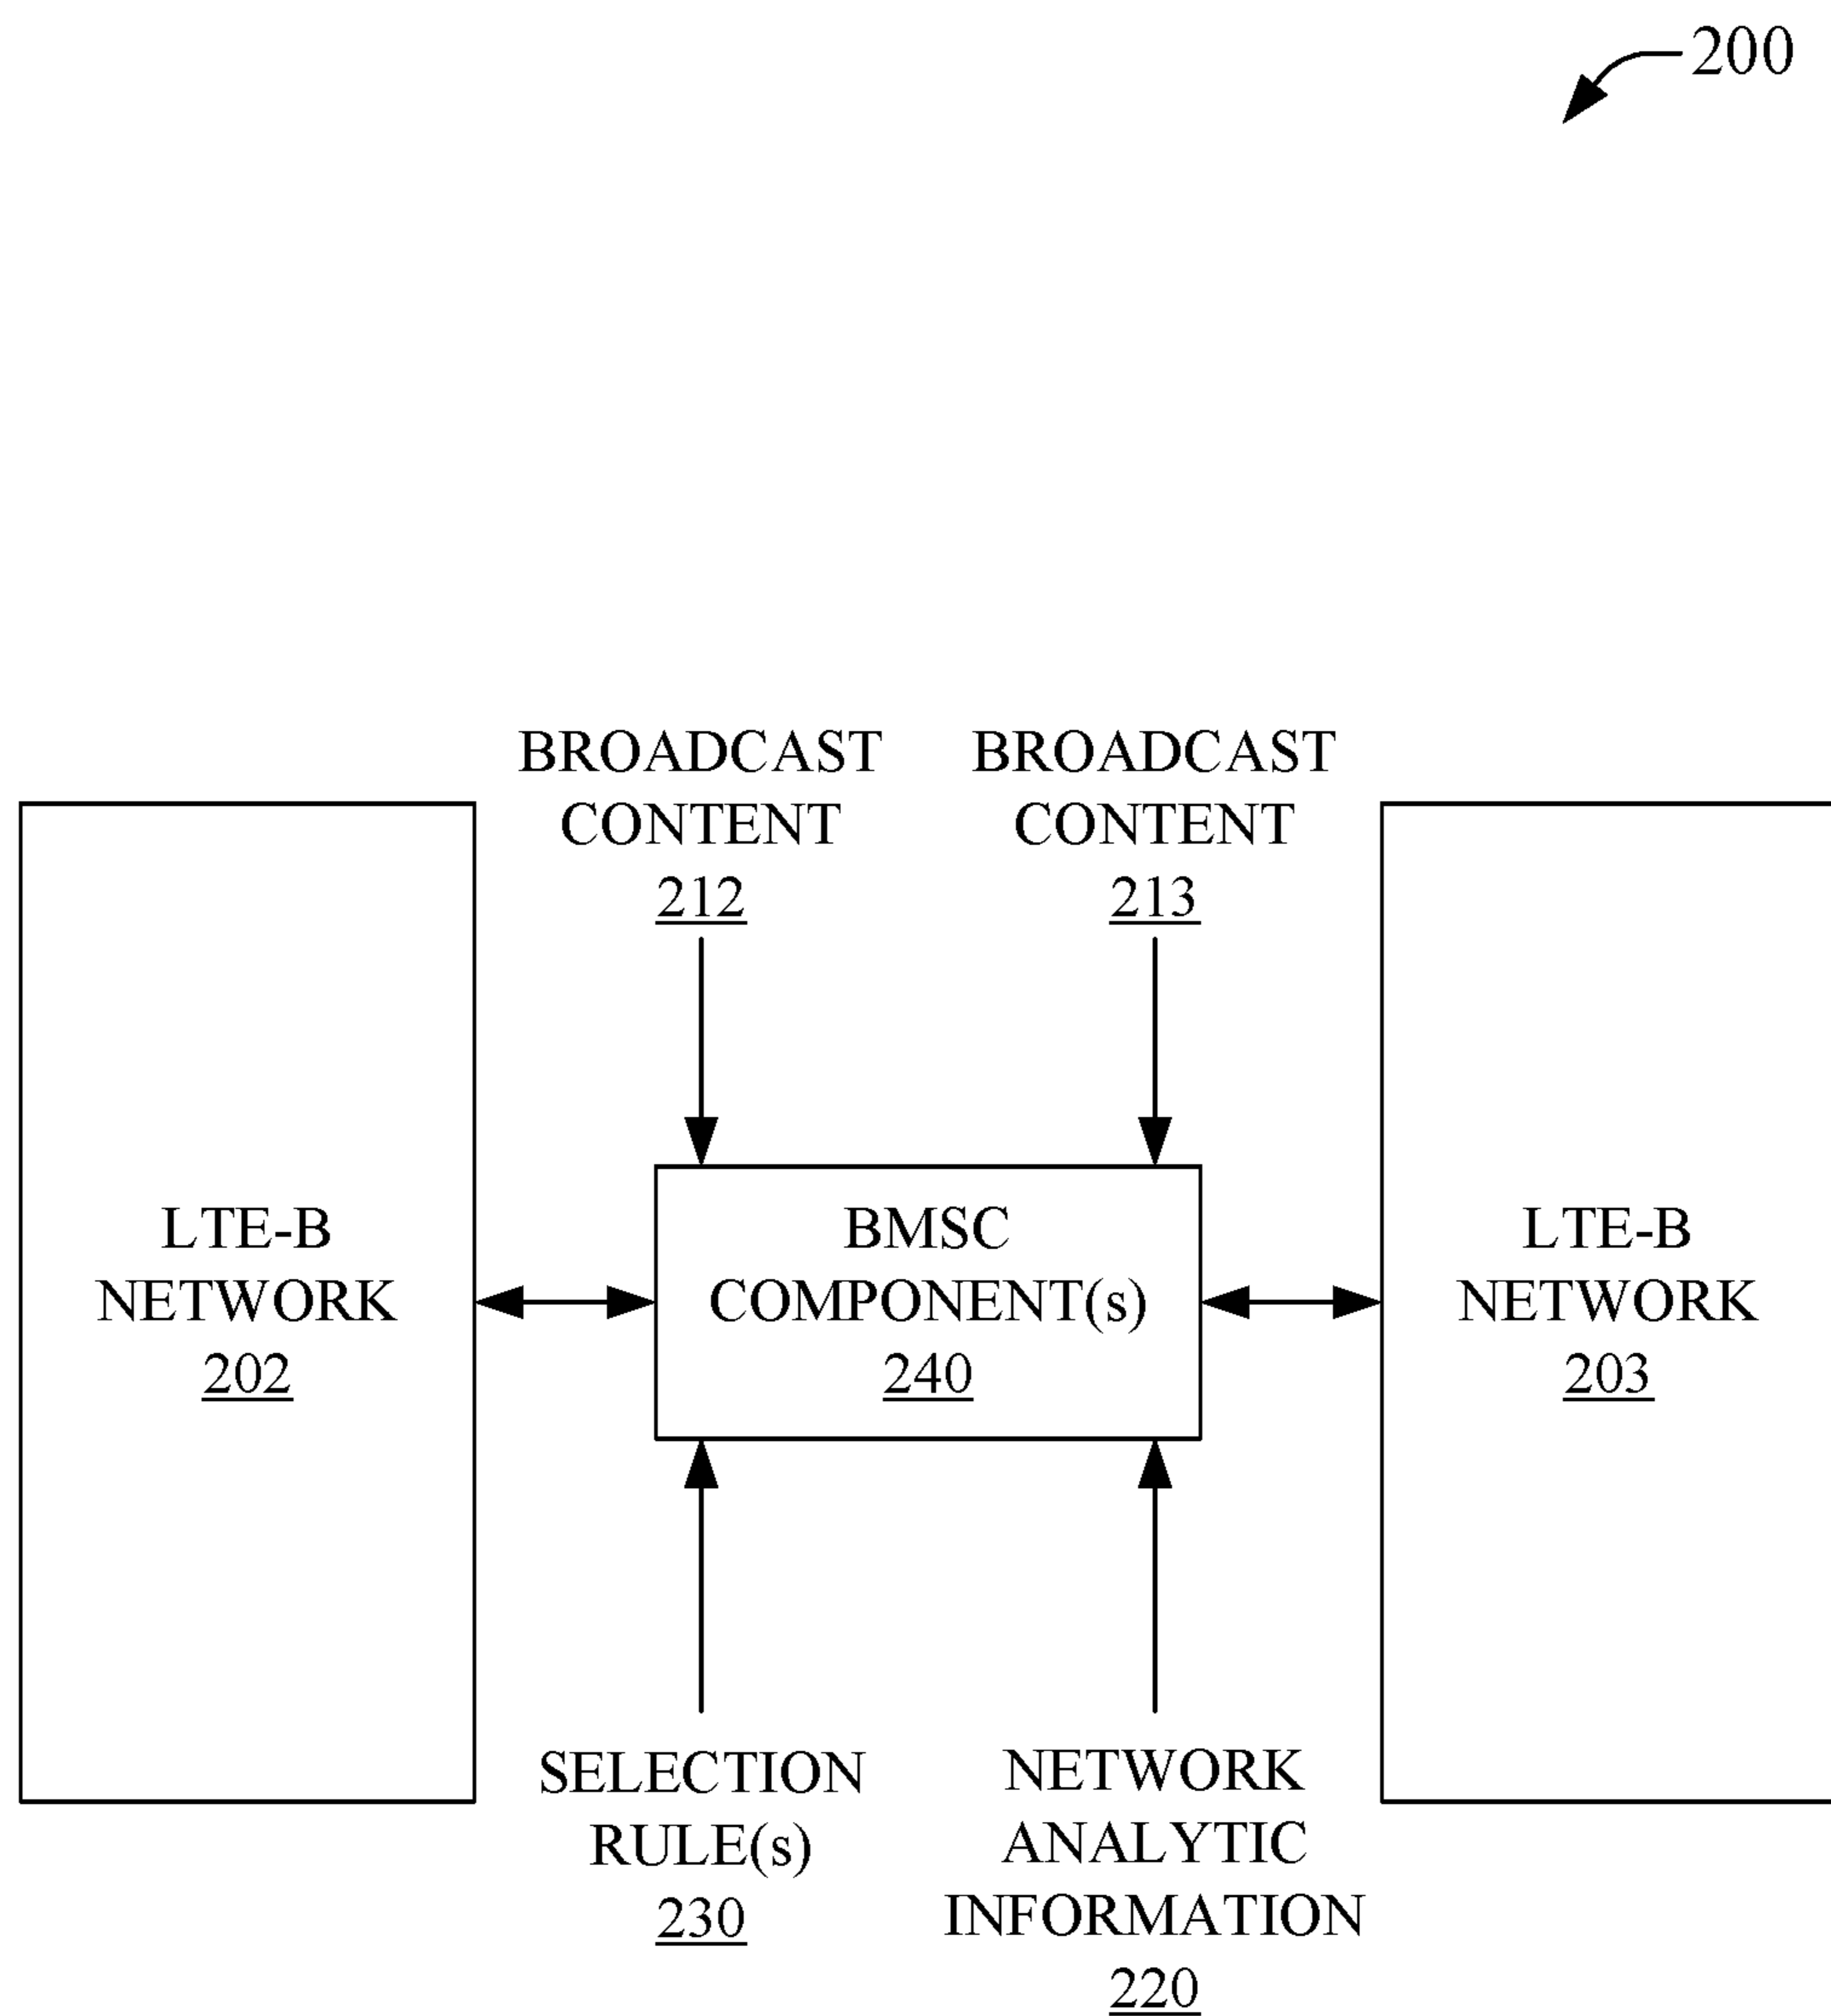 200
BROADCAST
CONTENT
212
BROADCAST
CONTENT
213
LTE-B
NETWORK
202
BMSC
COMPONENT(s)
240
LTE-B
NETWORK
203
SELECTION
RULE(s)
230
NETWORK
ANALYTIC
INFORMATION
220